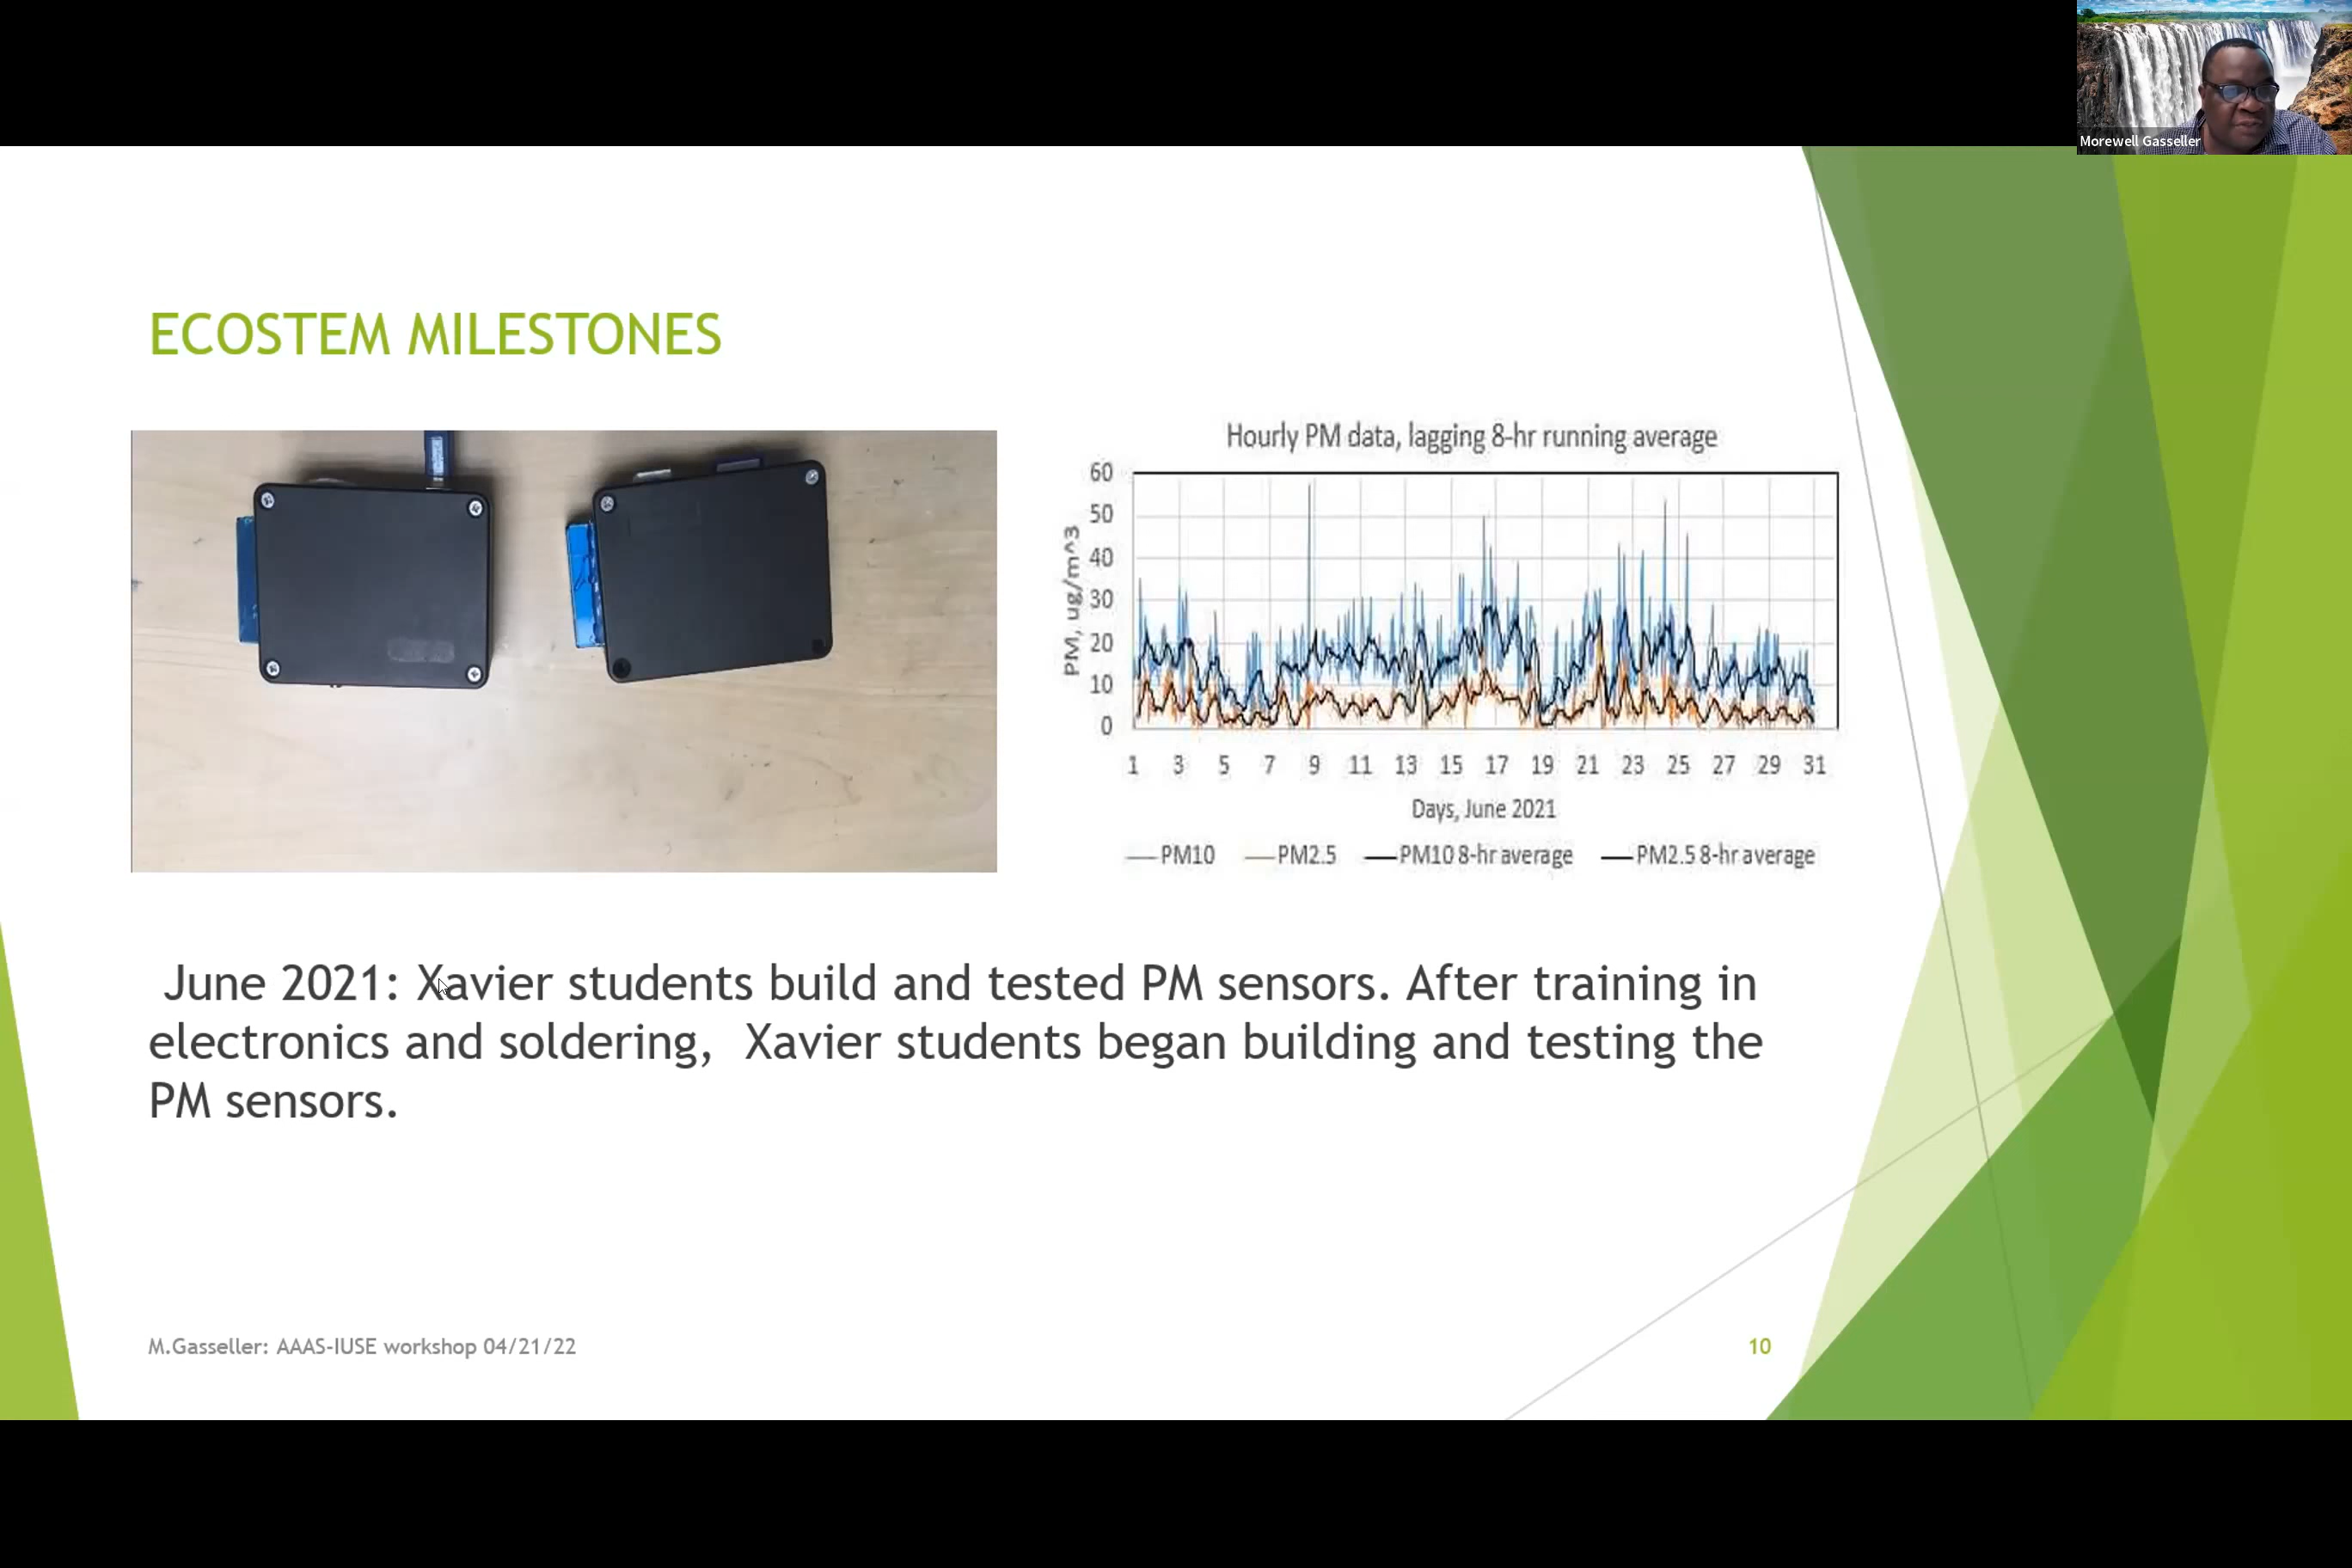 Morewell Gasseller
ECOSTEM MILESTONES
Hourly PM data, lagging 8-hr running average
60
50
40
30
20
10
0
PM, ug/m^3
1 3 5 7 9 11 13 15 17 19 21 23 25 27 29 31
Days, June 2021
PM10 PM2.5 PM10 8-hr average PM2.5 8-hr average
June 2021: Xavier students build and tested PM sensors. After training in
electronics and soldering, Xavier students began building and testing the
PM sensors.
M.Gasseller: AAAS-IUSE workshop 04/21/22
10